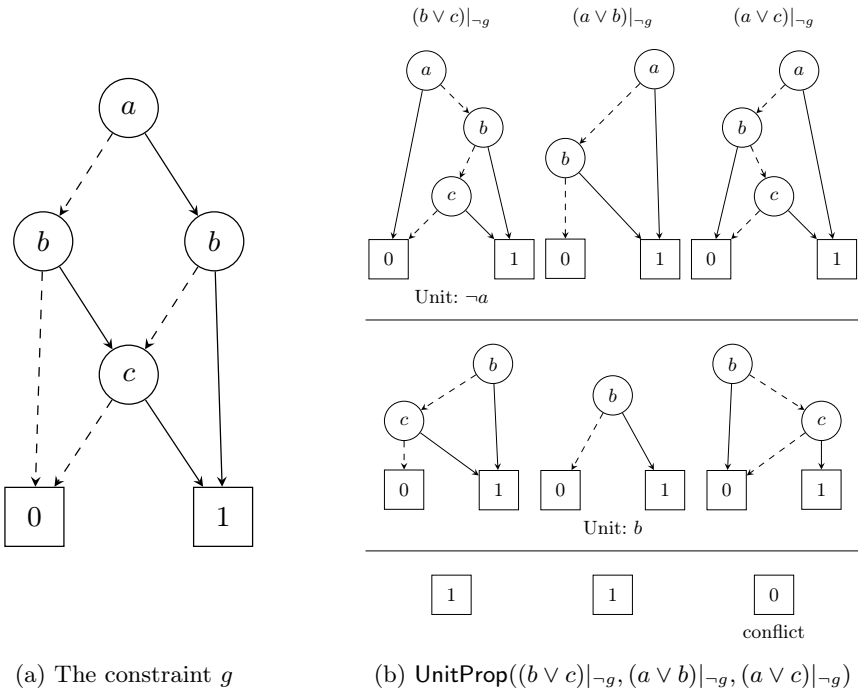 (b ∨ c)|¬g (a ∨ b)|¬g (a ∨ c)|¬g
a a a
a
b b
b
b b
c c
0 1 0 1 0 1
Unit: ¬a
c
b b
b
c c
0 1 0 1 0 1
0 1
Unit: b
1 1 0
conflict
(a) The constraint g
(b) UnitProp((b ∨ c)|¬g, (a ∨ b)|¬g, (a ∨ c)|¬g)